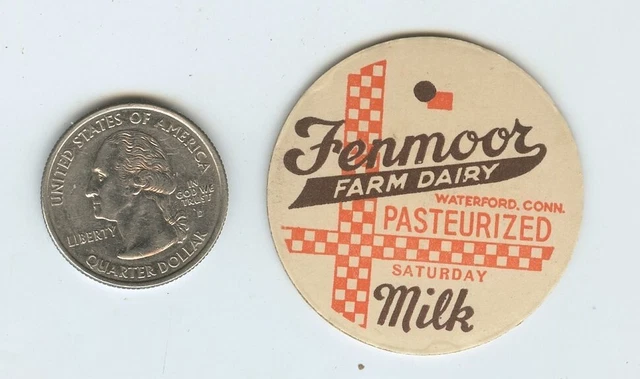 UNITED STATES OF AMERICA
LIBERTY
IN
GOD WE
TRUST
QUARTER DOLLAR
Fenmoor
FARM DAIRY
WATERFORD, CONN.
PASTEURIZED
SATURDAY
Milk